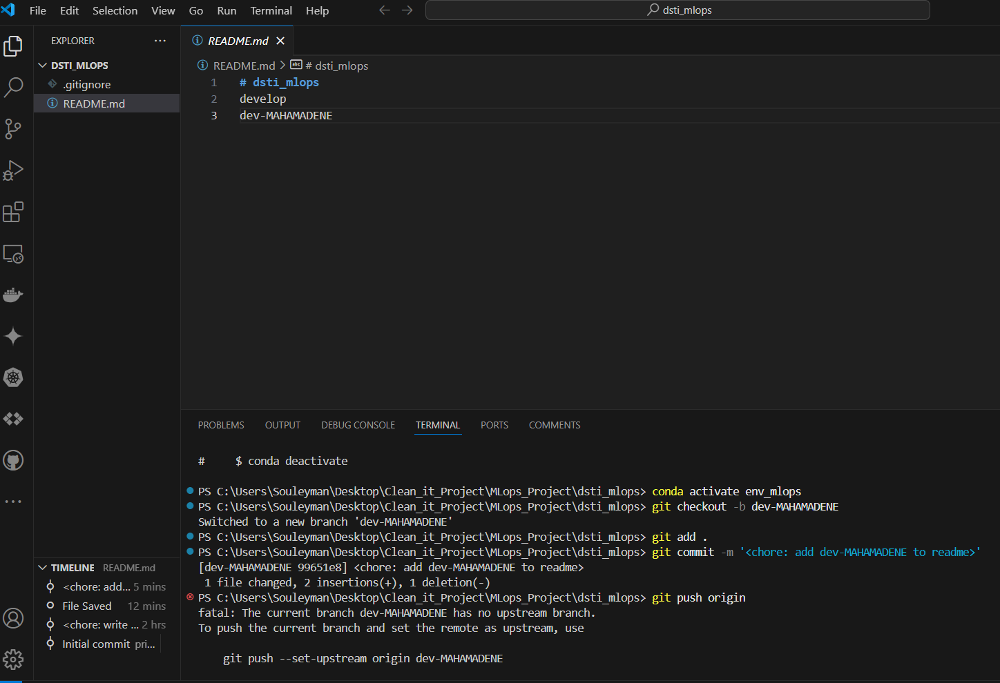 File Edit Selection View Go Run Terminal Help
dsti_mlops
EXPLORER
DSTI_MLOPS
.gitignore
README.md
TIMELINE README.md
<chore: add... 5 mins
File Saved 12 mins
<chore: write ... 2 hrs
Initial commit pri...
README.md
README.md > # dsti_mlops
1 # dsti_mlops
2 develop
3 dev-MAHAMADENE
PROBLEMS OUTPUT DEBUG CONSOLE TERMINAL PORTS COMMENTS
#     $ conda deactivate
PS C:\Users\Souleyman\Desktop\Clean_it_Project\MLops_Project\dsti_mlops> conda activate env_mlops
PS C:\Users\Souleyman\Desktop\Clean_it_Project\MLops_Project\dsti_mlops> git checkout -b dev-MAHAMADENE
Switched to a new branch 'dev-MAHAMADENE'
PS C:\Users\Souleyman\Desktop\Clean_it_Project\MLops_Project\dsti_mlops> git add .
PS C:\Users\Souleyman\Desktop\Clean_it_Project\MLops_Project\dsti_mlops> git commit -m '<chore: add dev-MAHAMADENE to readme>'
[dev-MAHAMADENE 99651e8] <chore: add dev-MAHAMADENE to readme>
1 file changed, 2 insertions(+), 1 deletion(-)
PS C:\Users\Souleyman\Desktop\Clean_it_Project\MLops_Project\dsti_mlops> git push origin
fatal: The current branch dev-MAHAMADENE has no upstream branch.
To push the current branch and set the remote as upstream, use
git push --set-upstream origin dev-MAHAMADENE